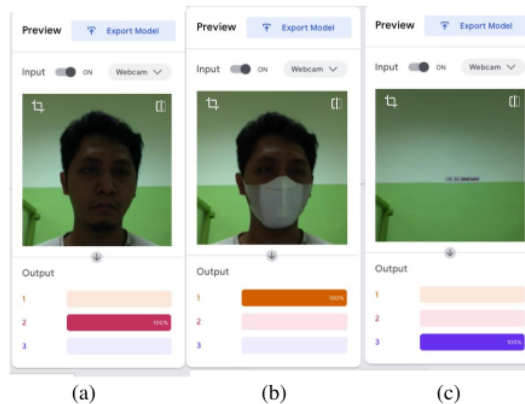 Preview
Export Model
Input
ON
Webcam
Output
1
2
100%
3
(a)
Preview
Export Model
Input
ON
Webcam
Output
1
100%
2
3
(b)
Preview
Export Model
Input
ON
Webcam
Output
1
2
3
100%
(c)